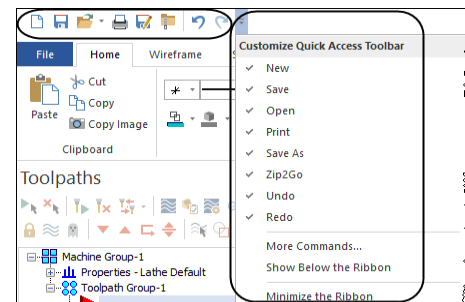 Customize Quick Access Toolbar
File Home Wireframe
New
Save
Open
Print
Save As
Zip2Go
Undo
Redo
More Commands...
Show Below the Ribbon
Minimize the Ribbon
Paste
Cut
Copy
Copy Image
Clipboard
Toolpaths
Machine Group-1
Properties - Lathe Default
Toolpath Group-1